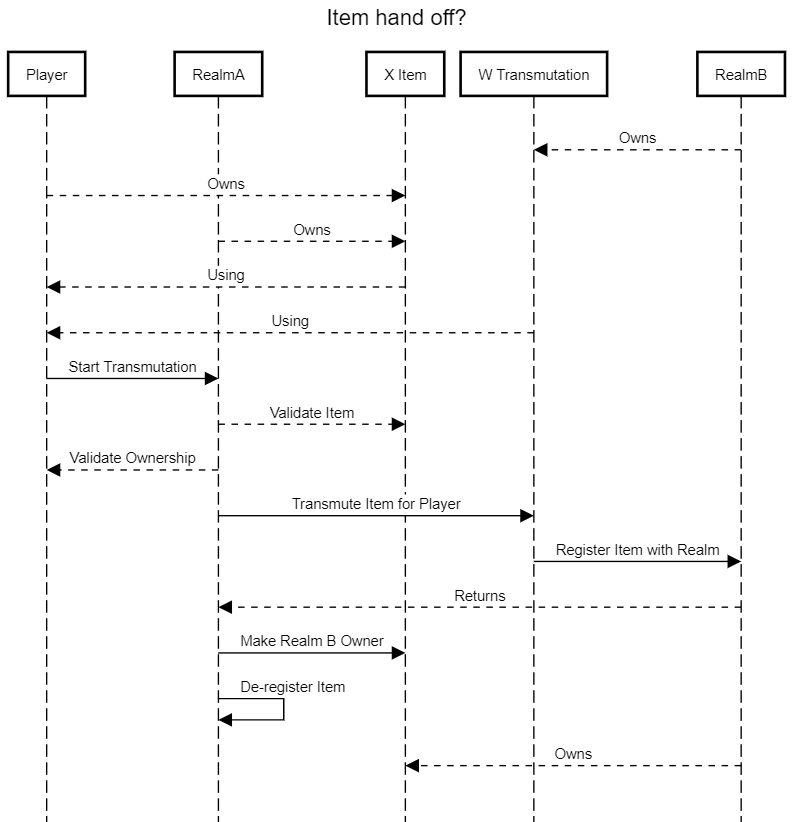 Item hand off?
Player
RealmA
X Item
W Transmutation
RealmB
Owns
Owns
Owns
Using
Using
Start Transmutation
Validate Item
Validate Ownership
Transmute Item for Player
Register Item with Realm
Returns
Make Realm B Owner
De-register Item
Owns